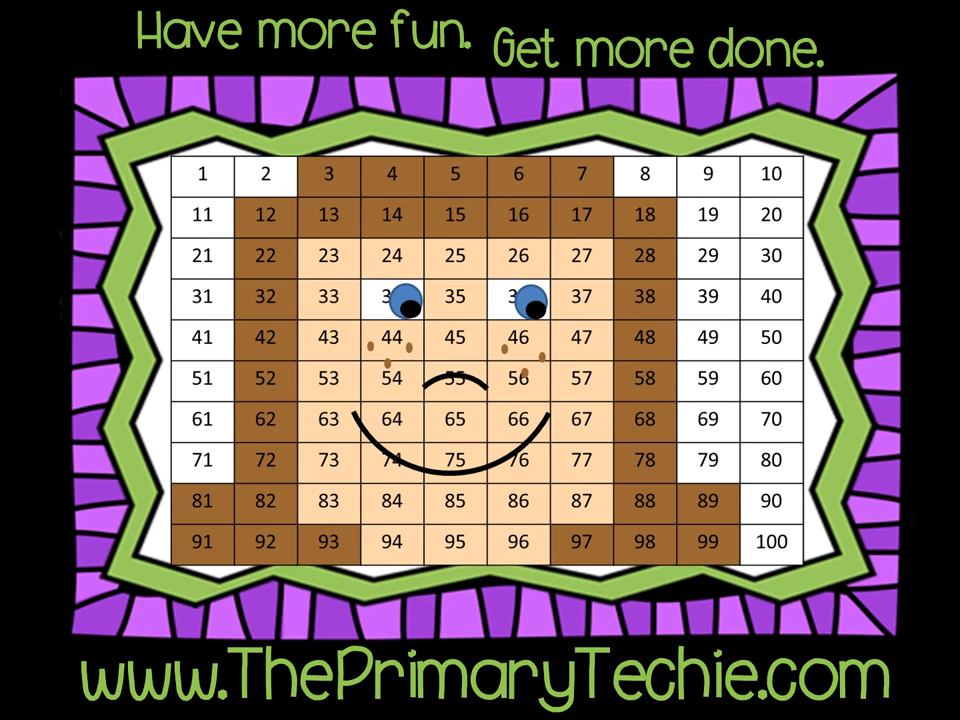 Have more fun. Get more done.
1 2 3 4 5 6 7 8 9 10
11 12 13 14 15 16 17 18 19 20
21 22 23 24 25 26 27 28 29 30
31 32 33 3 35 3 37 38 39 40
41 42 43 44 45 46 47 48 49 50
51 52 53 54 55 56 57 58 59 60
61 62 63 64 65 66 67 68 69 70
71 72 73 74 75 76 77 78 79 80
81 82 83 84 85 86 87 88 89 90
91 92 93 94 95 96 97 98 99 100
www.ThePrimaryTechie.com